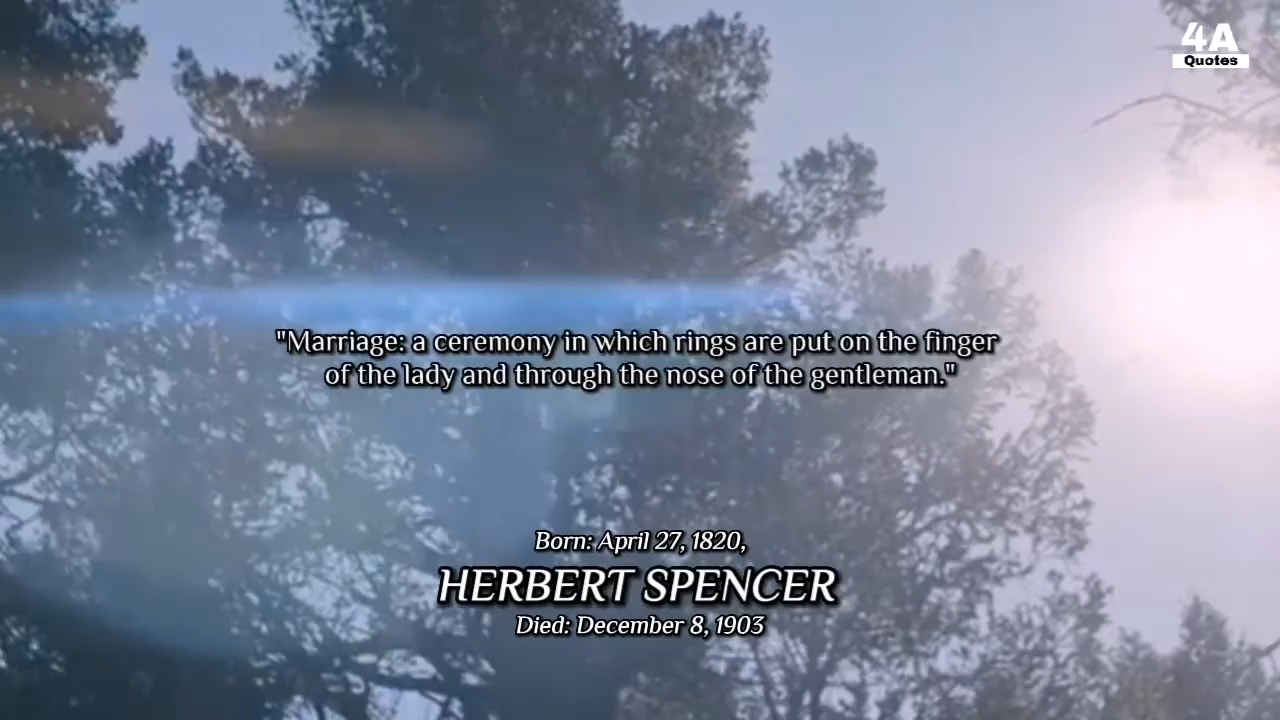 4A
Quotes
"Marriage: a ceremony in which rings are put on the finger
of the lady and through the nose of the gentleman."
Born: April 27, 1820,
HERBERT SPENCER
Died: December 8, 1903